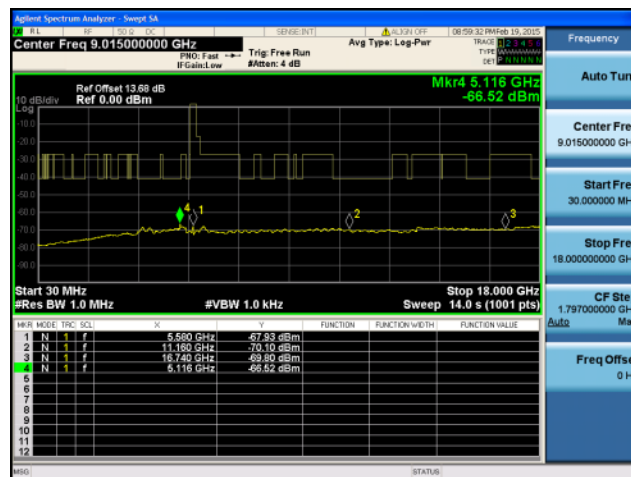 Agilent Spectrum Analyzer - Swept SA
RL RF 50 Ω DC SENSE:INT ALIGN OFF 08:59:32 PM Feb 19, 2015
Center Freq 9.015000000 GHz
PNO: Fast
IFGain:Low
Trig: Free Run
#Atten: 4 dB
Avg Type: Log-Pwr
TRACE 1 2 3 4 5 6
TYPE
DET P N N N N N
Ref Offset 13.68 dB
10 dB/div Ref 0.00 dBm
Log
Mkr4 5.116 GHz
-66.52 dBm
-10.0
-20.0
-30.0
-40.0
-50.0
-60.0
-70.0
-80.0
-90.0
4 1 2 3
Start 30 MHz Stop 18.000 GHz
#Res BW 1.0 MHz #VBW 1.0 kHz Sweep 14.0 s (1001 pts)
MKR MODE TRC SCL X Y FUNCTION FUNCTION WIDTH FUNCTION VALUE
1 N 1 f 5.580 GHz -67.93 dBm
2 N 1 f 11.160 GHz -70.10 dBm
3 N 1 f 16.740 GHz -69.80 dBm
4 N 1 f 5.116 GHz -66.52 dBm
5
6
7
8
9
10
11
12
MSG STATUS
Frequency
Auto Tun
Center Fre
9.015000000 GH
Start Fre
30.000000 MH
Stop Fre
18.000000000 GH
CF Ste
1.797000000 GH
Auto Ma
Freq Offse
0 H